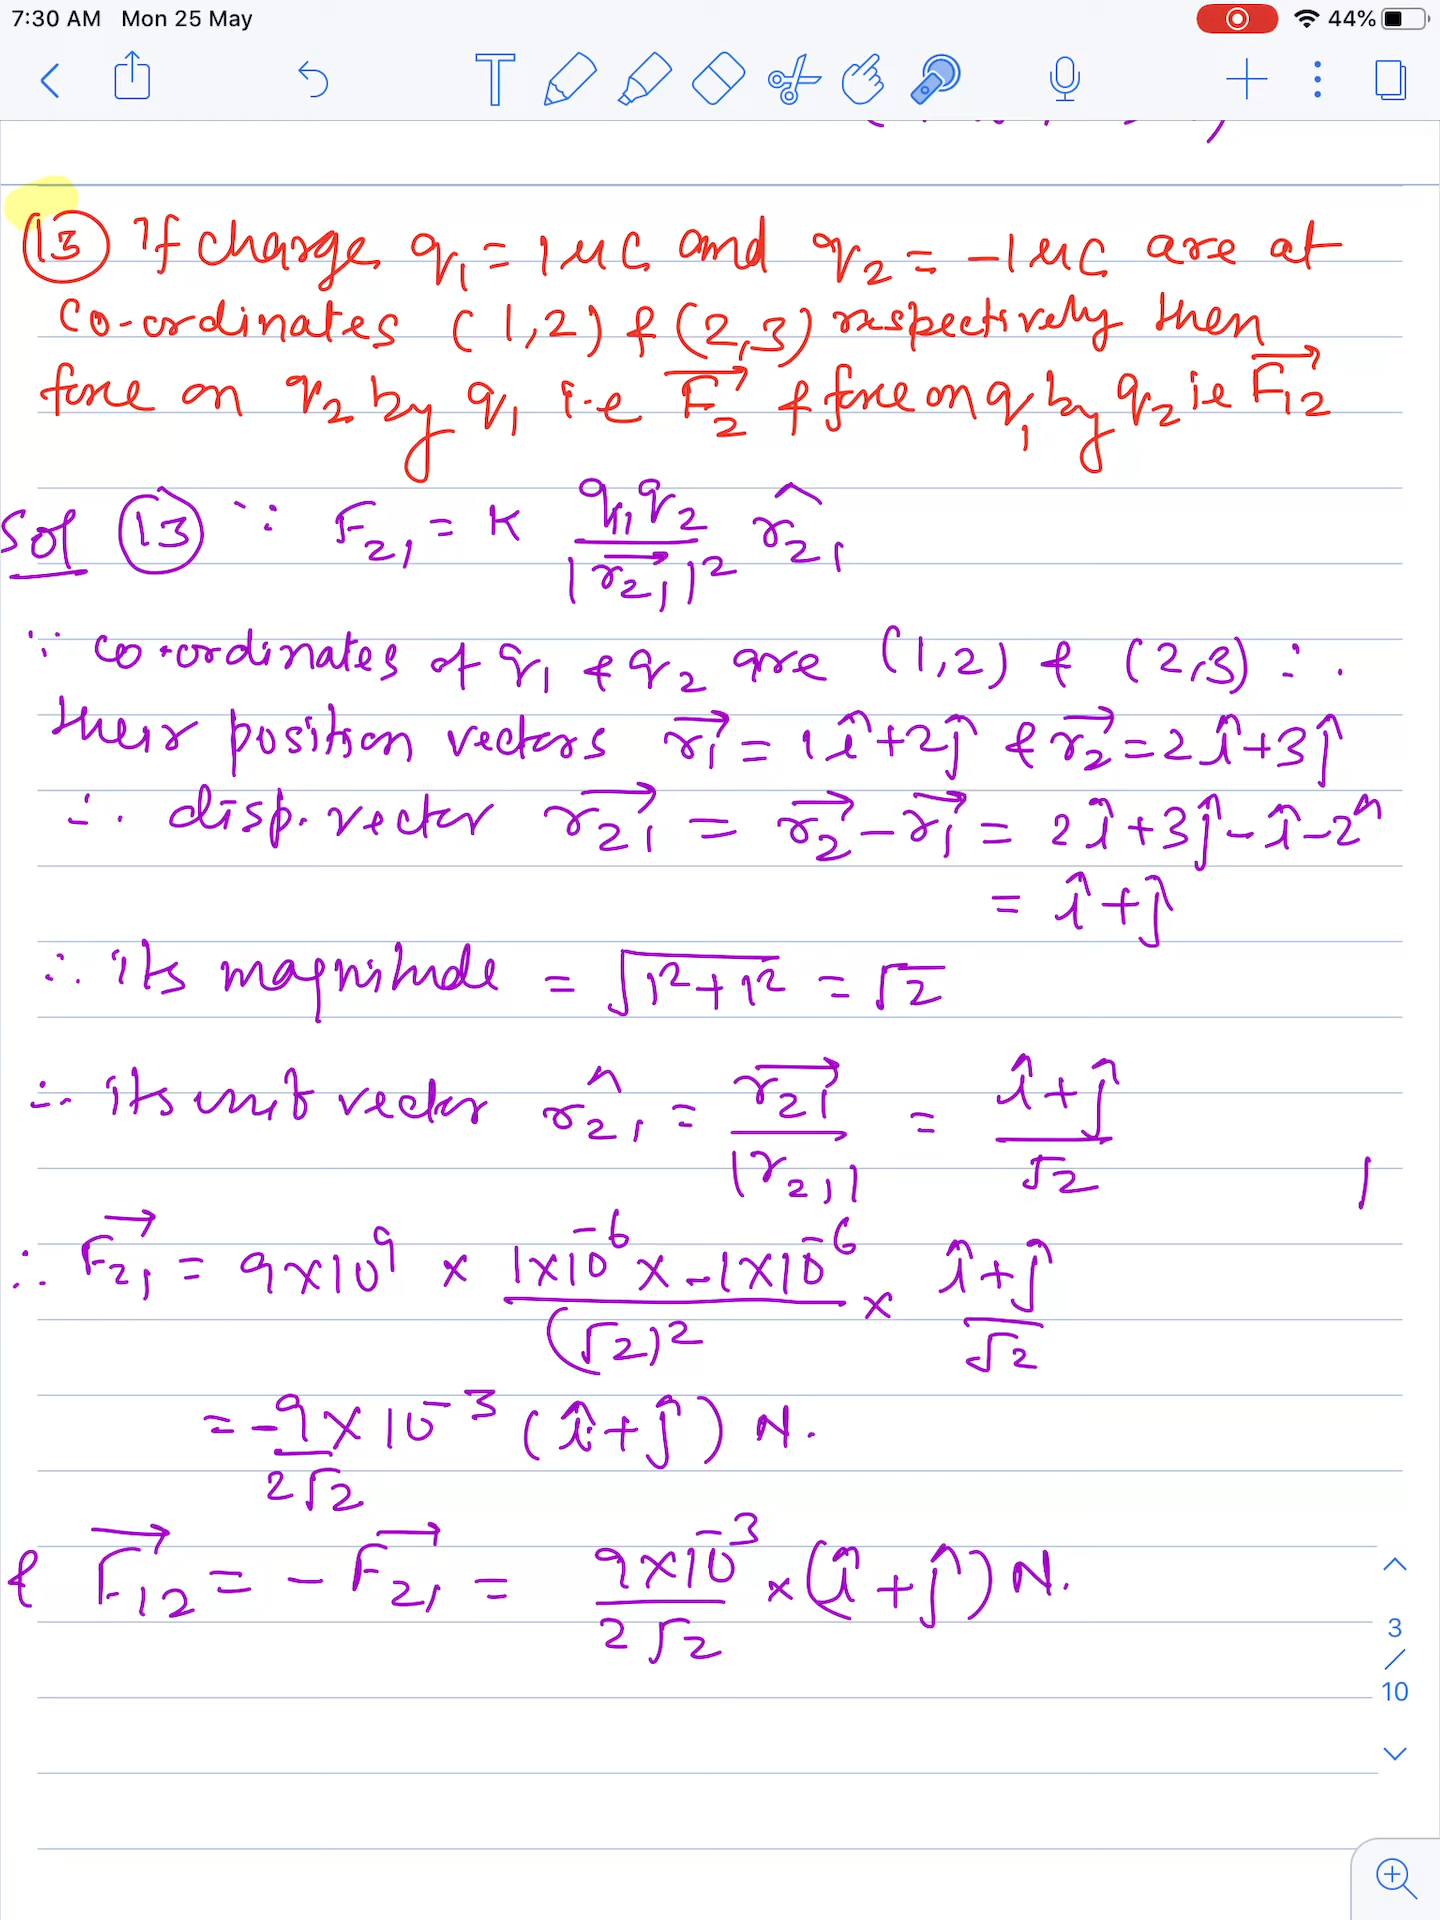 7:30 AM Mon 25 May 44%
T
(13) If charge q₁ = 1μC and q₂ = -1μC are at
co-ordinates (1,2) & (2,3) respectively then
force on q₂ by q₁ i.e F₂→ & force on q₁ by q₂ ie F₁₂→
Sol (13) ∵ F₂₁ = K q₁q₂/|r₂₁→|² r̂₂₁
∵ co-ordinates of q₁ & q₂ are (1,2) & (2,3) ∴
their position vectors r₁→ = 1î+2ĵ & r₂→ = 2î+3ĵ
∴ disp. vector r₂₁→ = r₂→ - r₁→ = 2î+3ĵ-î-2^
= î+ĵ
∴ its magnitude = √(1²+1²) = √2
∴ its unit vector r̂₂₁ = r₂₁→/|r₂₁| = (î+ĵ)/√2
∴ F₂₁→ = 9×10⁹ × (1×10⁻⁶ × -1×10⁻⁶)/(√2)² × (î+ĵ)/√2
= -9/2√2 × 10⁻³ (î+ĵ) N.
& F₁₂→ = -F₂₁→ = 9×10⁻³/2√2 × (î+ĵ) N.
3
/
10